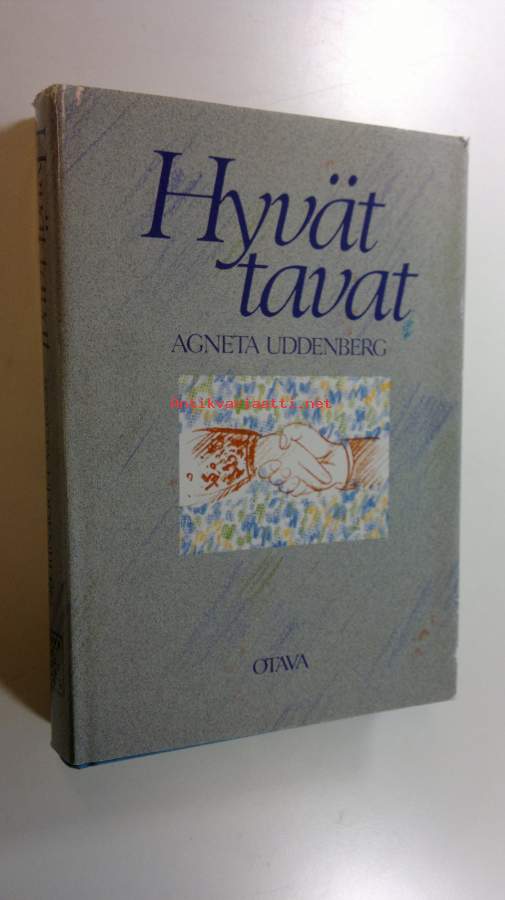 Hyvät
tavat
AGNETA UDDENBERG
Antikvariaatti.net
OTAVA